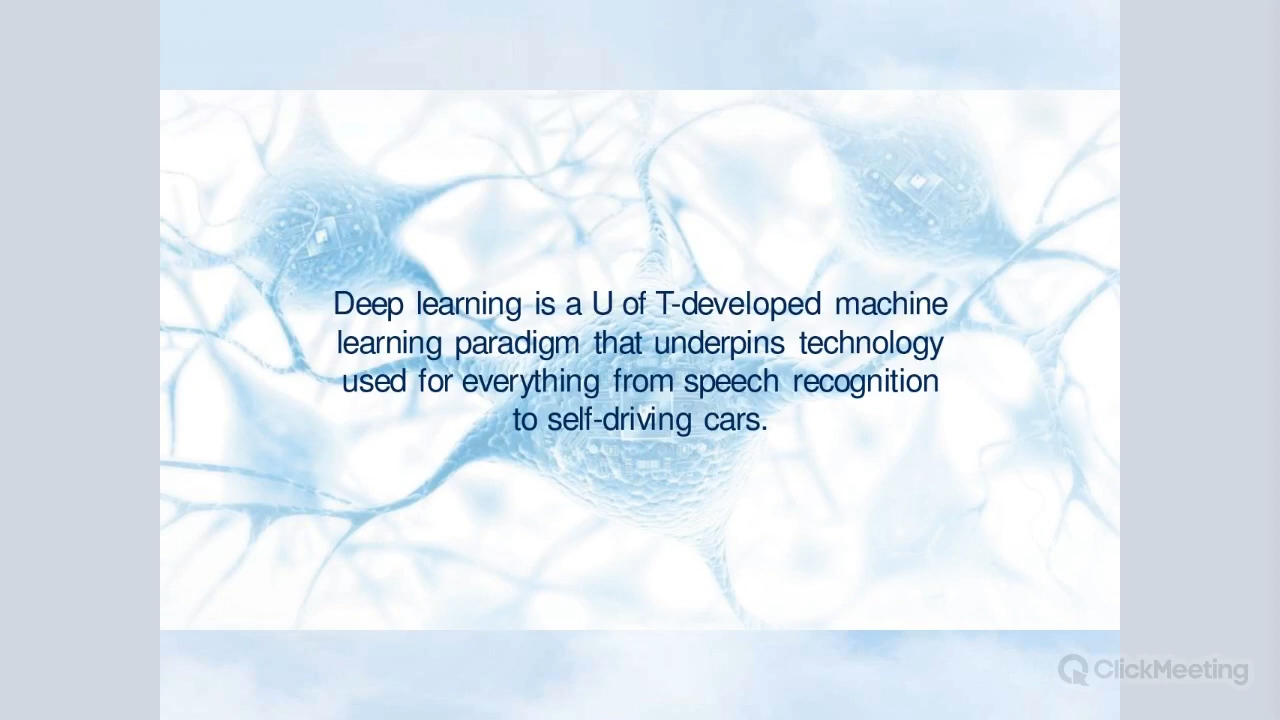 Deep learning is a U of T-developed machine
learning paradigm that underpins technology
used for everything from speech recognition
to self-driving cars.
ClickMeeting